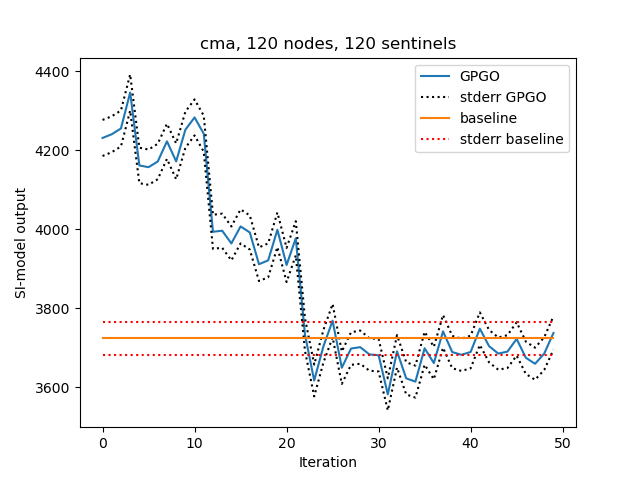 cma, 120 nodes, 120 sentinels
GPGO
stderr GPGO
baseline
stderr baseline
SI-model output
4400
4200
4000
3800
3600
0 10 20 30 40 50
Iteration